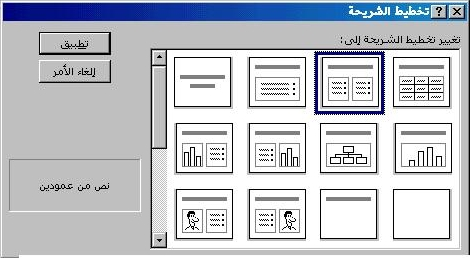 تخطيط الشريحة
تغيير تخطيط الشريحة إلى:
تطبيق
إلغاء الأمر
نص من عمودين